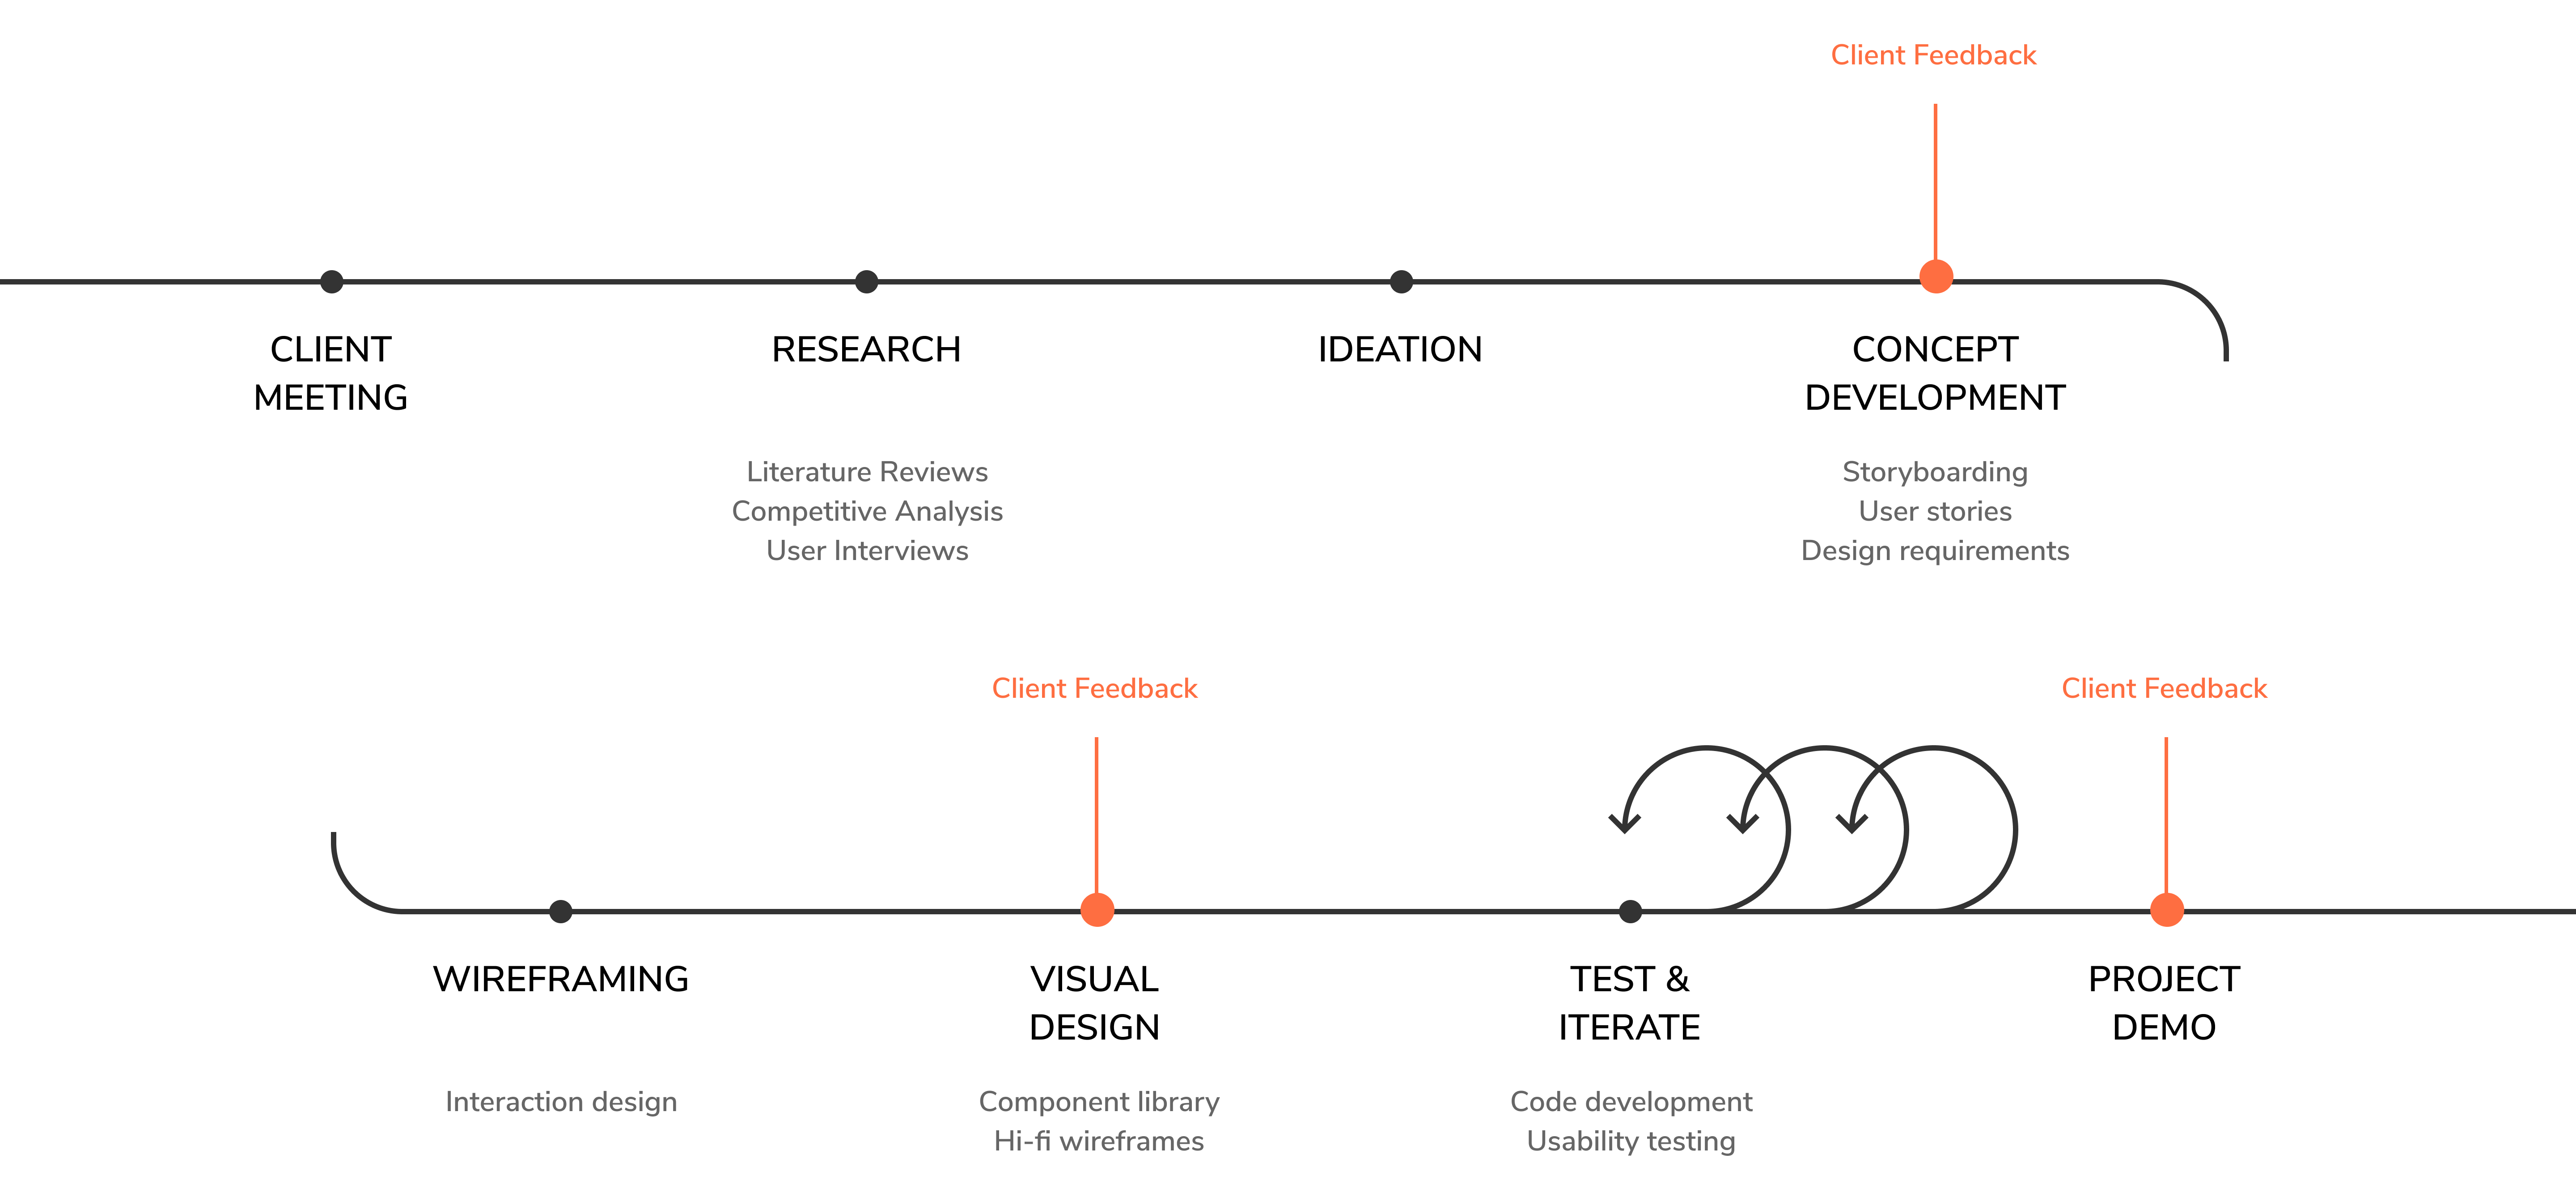 Client Feedback
CLIENT
MEETING
RESEARCH
Literature Reviews
Competitive Analysis
User Interviews
IDEATION
CONCEPT
DEVELOPMENT
Storyboarding
User stories
Design requirements
WIREFRAMING
Interaction design
Client Feedback
VISUAL
DESIGN
Component library
Hi-fi wireframes
TEST &
ITERATE
Code development
Usability testing
Client Feedback
PROJECT
DEMO